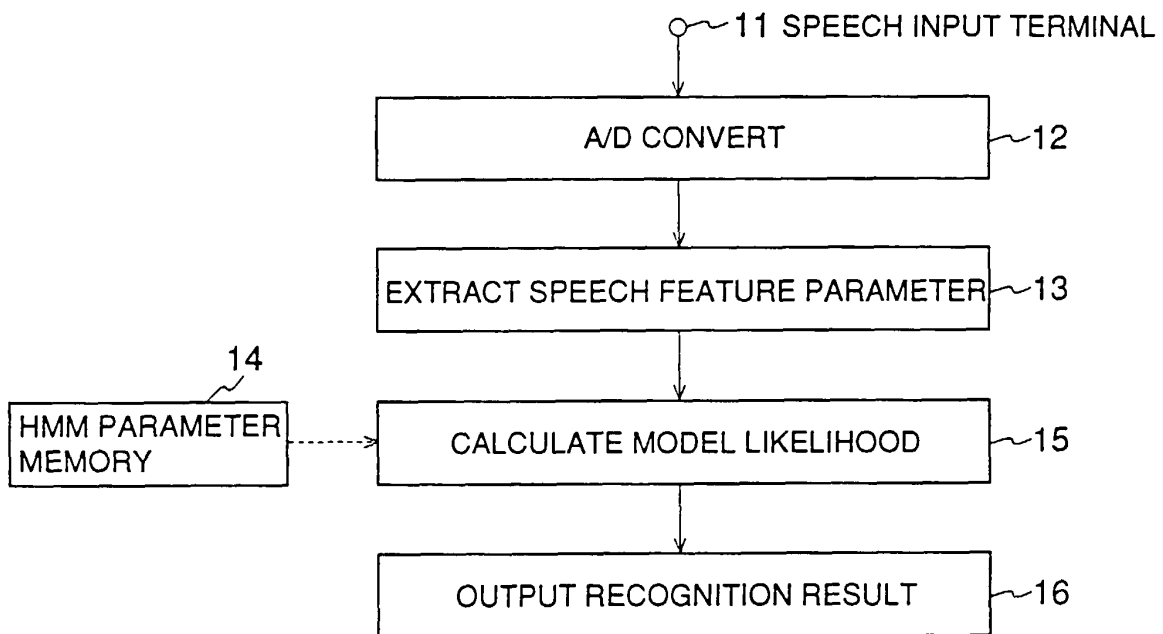 11 SPEECH INPUT TERMINAL
A/D CONVERT
12
EXTRACT SPEECH FEATURE PARAMETER
13
14
HMM PARAMETER
MEMORY
CALCULATE MODEL LIKELIHOOD
15
OUTPUT RECOGNITION RESULT
16